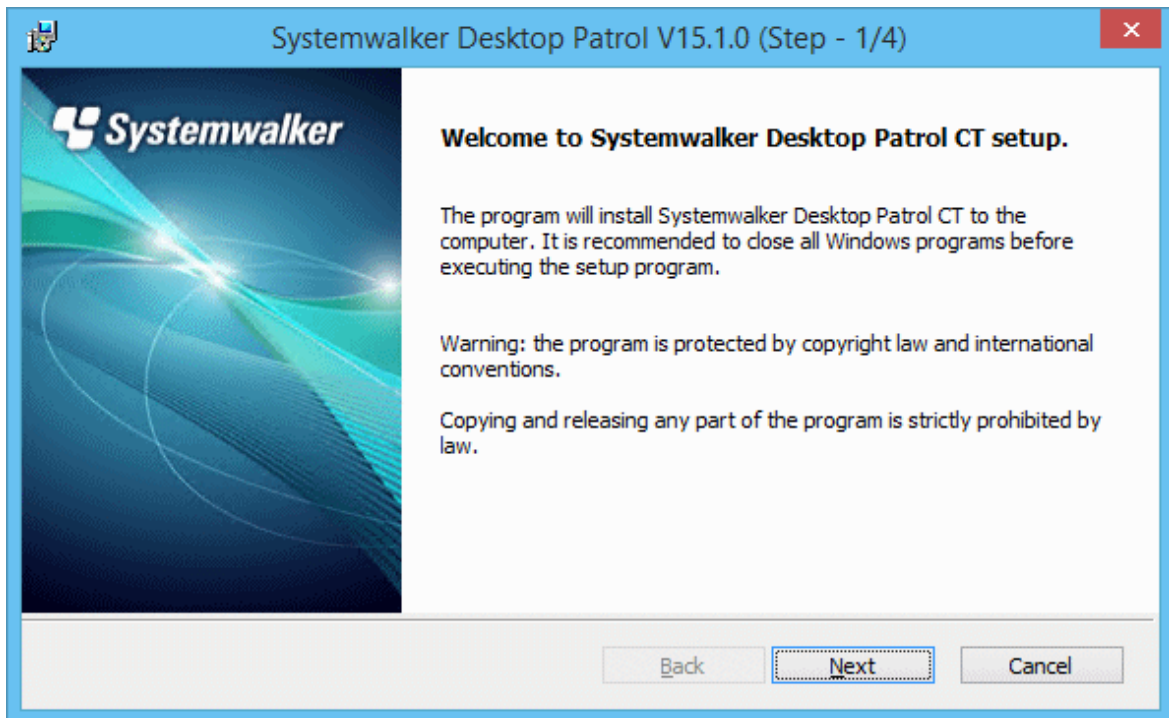 Systemwalker Desktop Patrol V15.1.0 (Step - 1/4)
Systemwalker
Welcome to Systemwalker Desktop Patrol CT setup.
The program will install Systemwalker Desktop Patrol CT to the
computer. It is recommended to close all Windows programs before
executing the setup program.
Warning: the program is protected by copyright law and international
conventions.
Copying and releasing any part of the program is strictly prohibited by
law.
Back
Next
Cancel